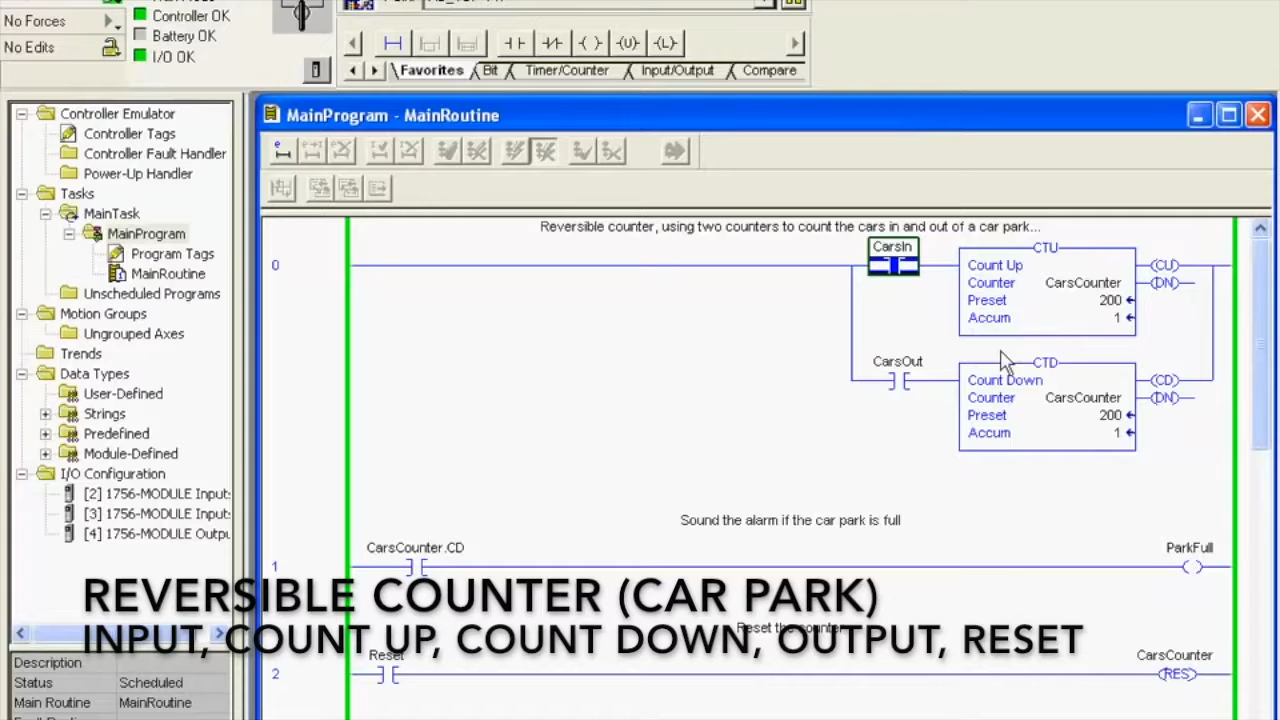 No Forces
No Edits
Controller OK
Battery OK
I/O OK
Favorites
Bit
Timer/Counter
Input/Output
Compare
Controller Emulator
Controller Tags
Controller Fault Handler
Power-Up Handler
Tasks
MainTask
MainProgram
Program Tags
MainRoutine
Unscheduled Programs
Motion Groups
Ungrouped Axes
Trends
Data Types
User-Defined
Strings
Predefined
Module-Defined
I/O Configuration
[2] 1756-MODULE Input:
[3] 1756-MODULE Input:
[4] 1756-MODULE Outpu
Description
Status Scheduled
Main Routine MainRoutine
MainProgram - MainRoutine
Reversible counter, using two counters to count the cars in and out of a car park...
0
CarsIn
CTU
Count Up
Counter CarsCounter
Preset 200
Accum 1
(CU)
(DN)
CarsOut
CTD
Count Down
Counter CarsCounter
Preset 200
Accum 1
(CD)
(DN)
Sound the alarm if the car park is full
1
CarsCounter.CD
ParkFull
REVERSIBLE COUNTER (CAR PARK)
INPUT, COUNT UP, COUNT DOWN, OUTPUT, RESET
Reset the counter
2
Reset
CarsCounter
(RES)